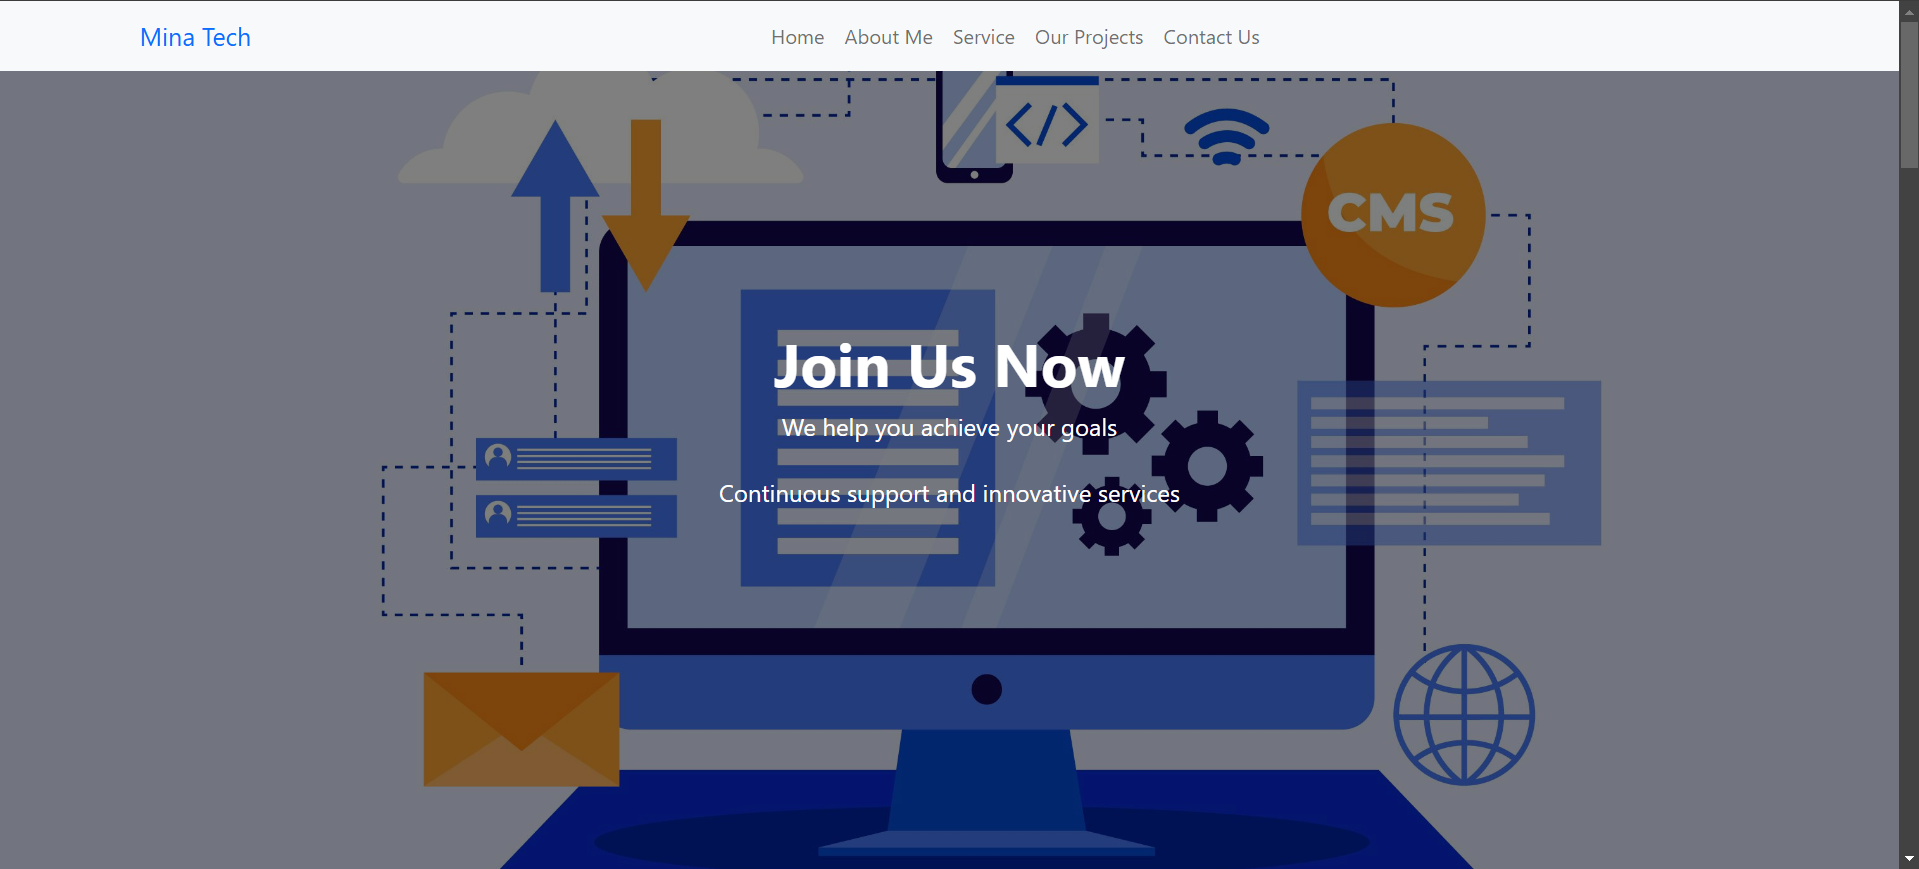 Mina Tech
Home About Me Service Our Projects Contact Us
</>
CMS
Join Us Now
We help you achieve your goals
Continuous support and innovative services